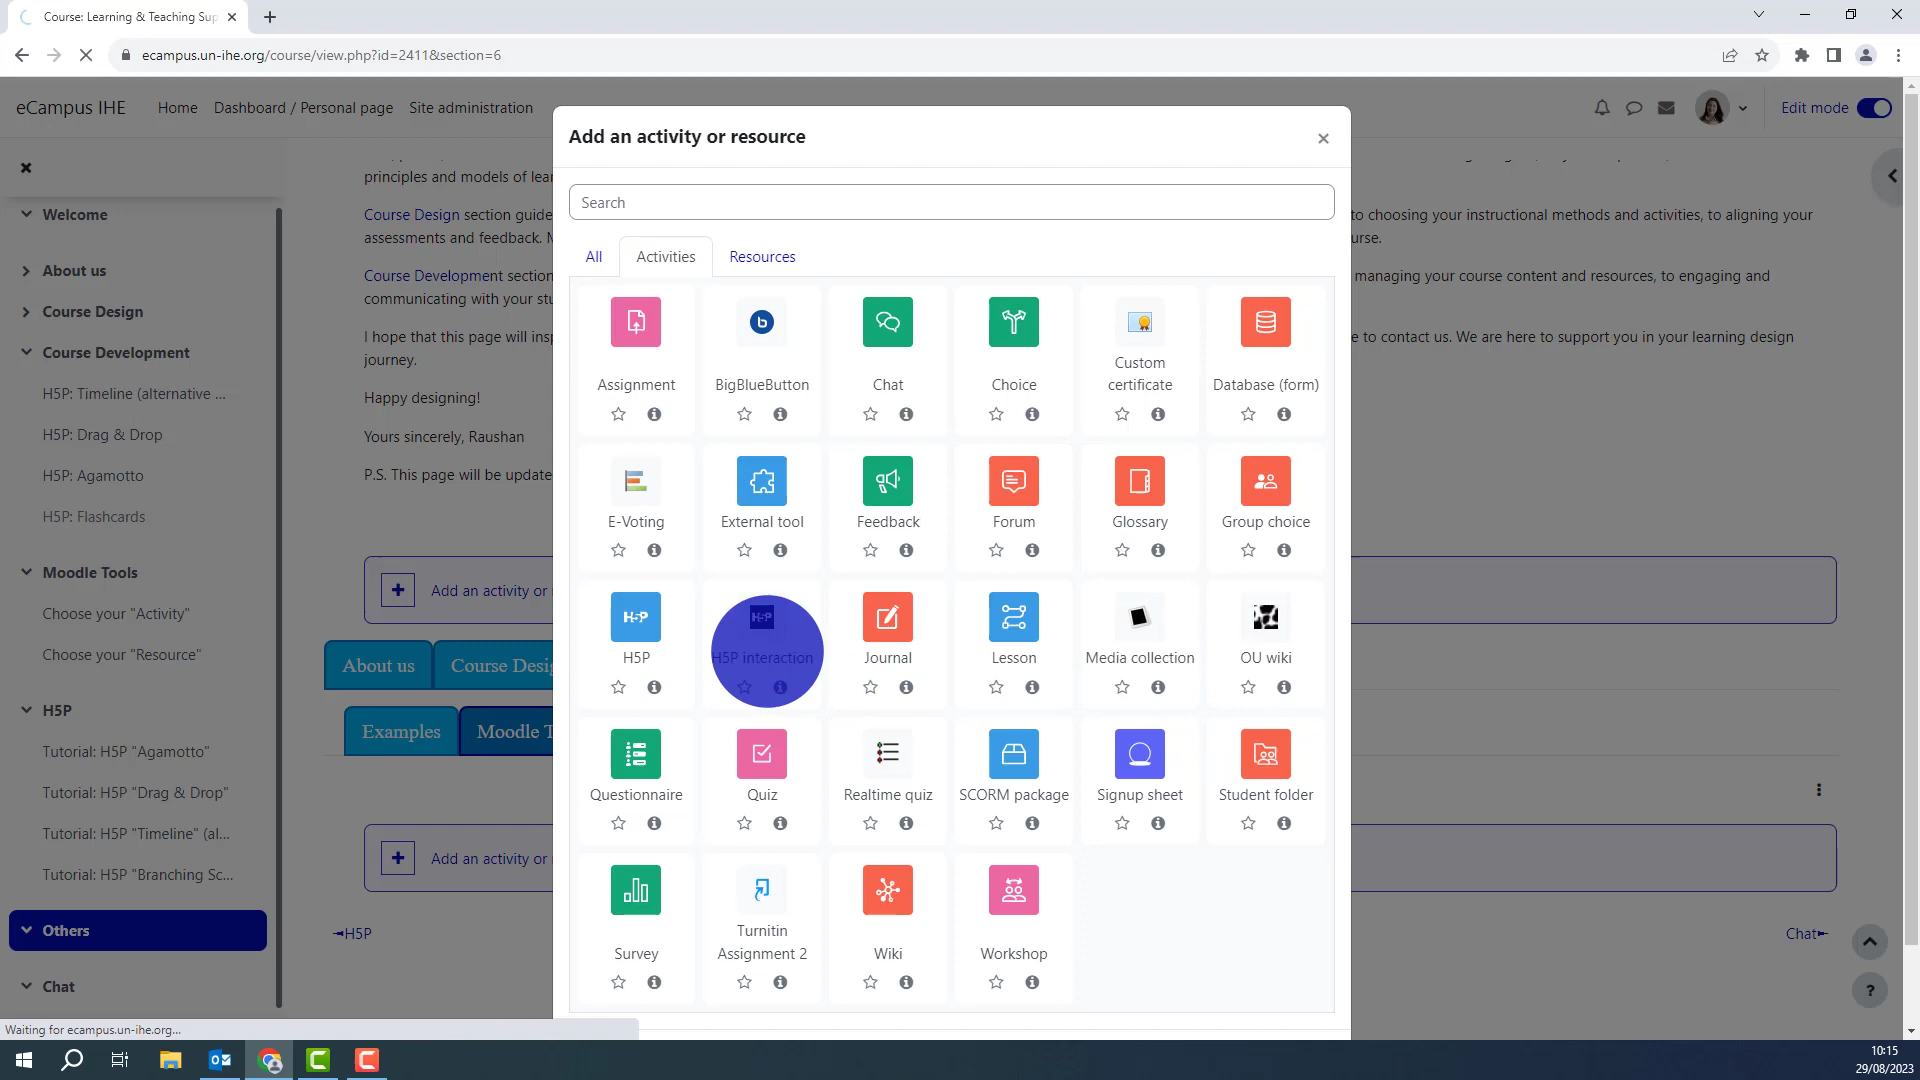 Course: Learning & Teaching Sup
ecampus.un-ihe.org/course/view.php?id=2411&section=6
eCampus IHE
Home
Dashboard / Personal page
Site administration
Edit mode
Add an activity or resource
Search
All
Activities
Resources
Assignment
BigBlueButton
Chat
Choice
Custom
certificate
Database (form)
E-Voting
External tool
Feedback
Forum
Glossary
Group choice
H5P
H5P interaction
Journal
Lesson
Media collection
OU wiki
Questionnaire
Quiz
Realtime quiz
SCORM package
Signup sheet
Student folder
Survey
Turnitin
Assignment 2
Wiki
Workshop
Welcome
About us
Course Design
Course Development
H5P: Timeline (alternative ...
H5P: Drag & Drop
H5P: Agamotto
H5P: Flashcards
Moodle Tools
Choose your "Activity"
Choose your "Resource"
H5P
Tutorial: H5P "Agamotto"
Tutorial: H5P "Drag & Drop"
Tutorial: H5P "Timeline" (al...
Tutorial: H5P "Branching Sc...
Others
Chat
principles and models of lear
Course Design section guide to choosing your instructional methods and activities, to aligning your
assessments and feedback. urse.
Course Development section managing your course content and resources, to engaging and
communicating with your stu
I hope that this page will insp e to contact us. We are here to support you in your learning design
journey.
Happy designing!
Yours sincerely, Raushan
P.S. This page will be update
Add an activity or
About us
Course Desig
Examples
Moodle T
Add an activity or
H5P
Chat
Waiting for ecampus.un-ihe.org...
10:15
29/08/2023